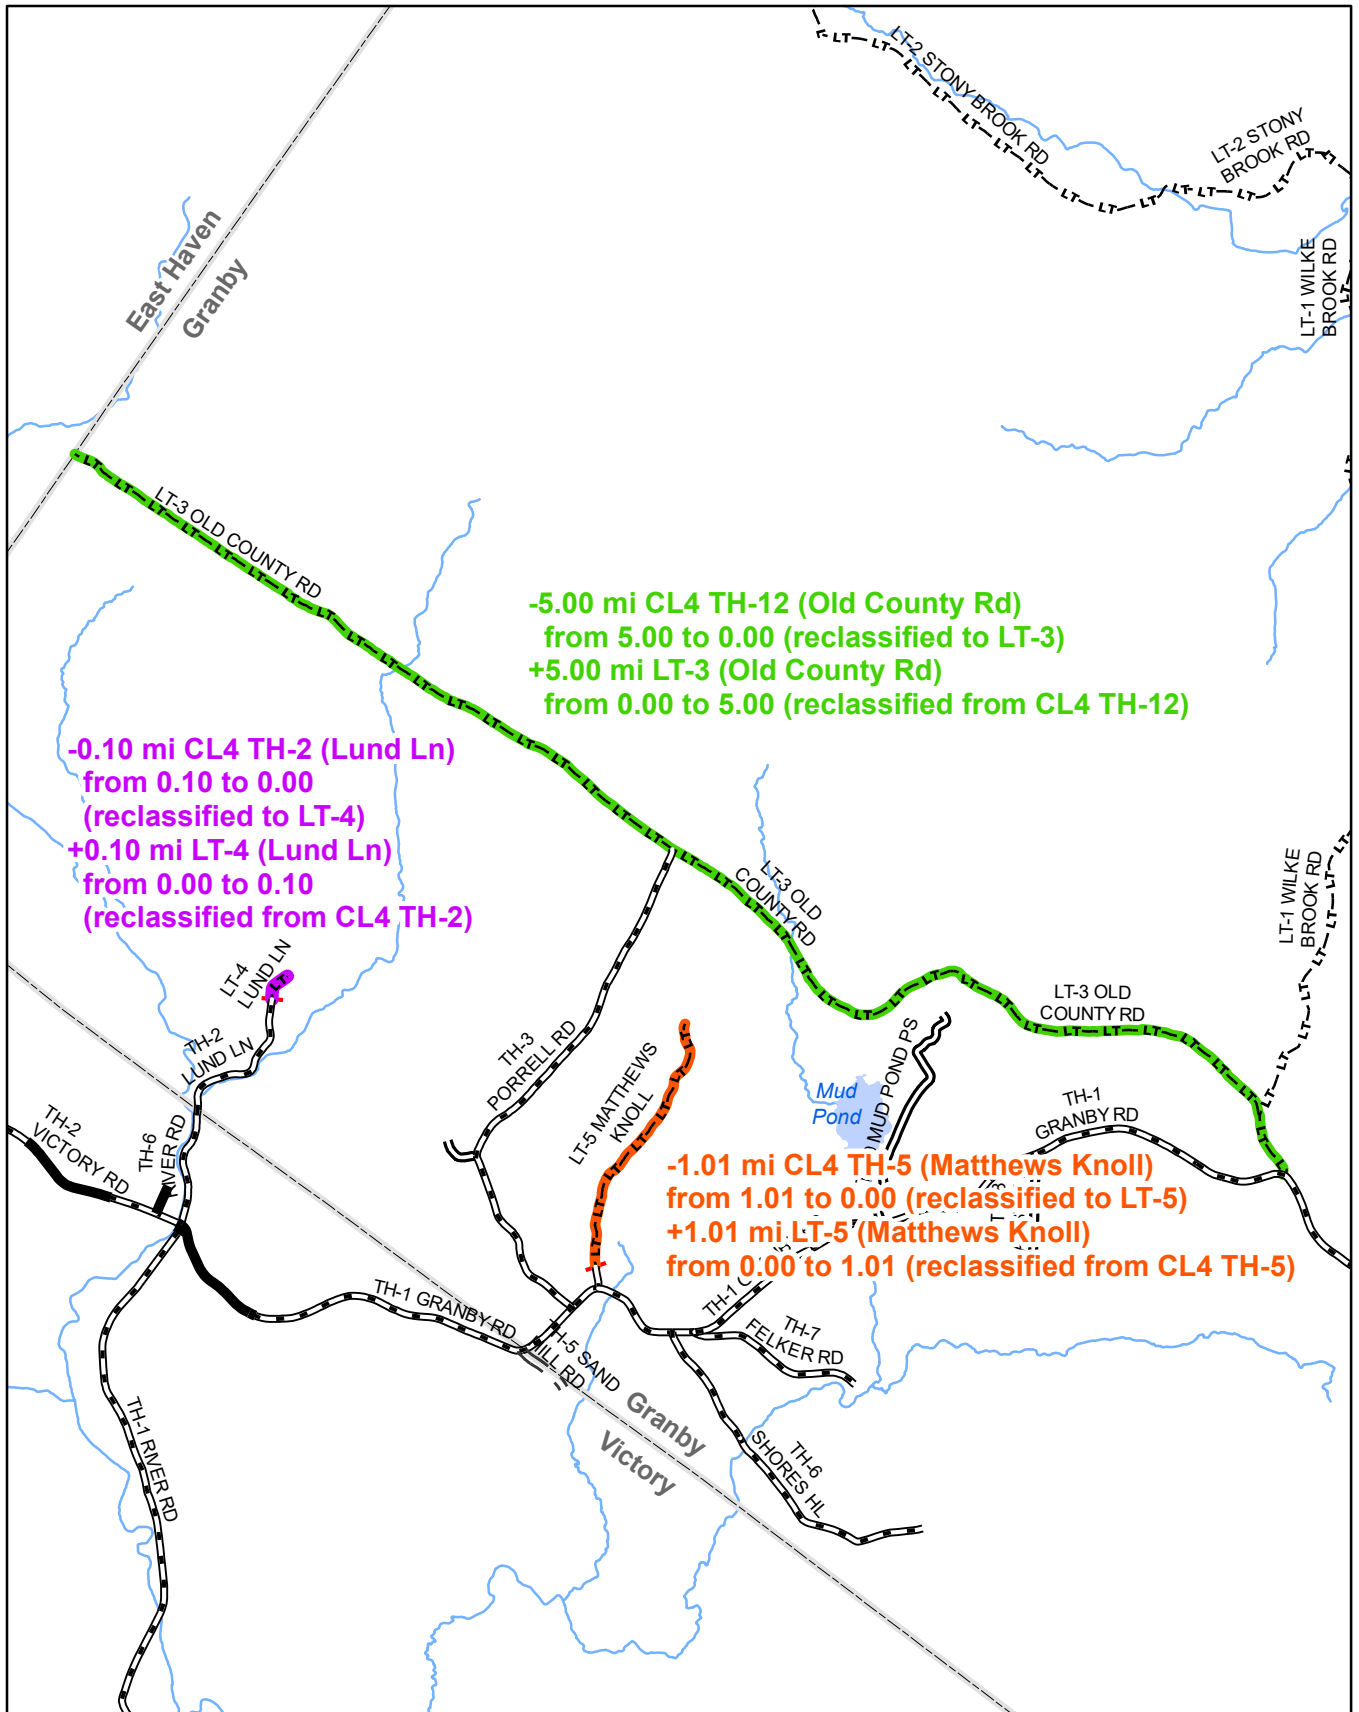 LT-2 STONY BROOK RD
LT-2 STONY
BROOK RD
LT-1 WILKE
BROOK RD
East Haven
Granby
LT-3 OLD COUNTY RD
-5.00 mi CL4 TH-12 (Old County Rd)
from 5.00 to 0.00 (reclassified to LT-3)
+5.00 mi LT-3 (Old County Rd)
from 0.00 to 5.00 (reclassified from CL4 TH-12)
-0.10 mi CL4 TH-2 (Lund Ln)
from 0.10 to 0.00
(reclassified to LT-4)
+0.10 mi LT-4 (Lund Ln)
from 0.00 to 0.10
(reclassified from CL4 TH-2)
LT-3 OLD
COUNTY RD
LT-1 WILKE
BROOK RD
LT-4
LUND LN
LT-3 OLD
COUNTY RD
TH-2
LUND LN
TH-3
PORRELL RD
LT-5 MATTHEWS
KNOLL
Mud
Pond
MUD POND PS
TH-1
GRANBY RD
TH-2
VICTORY RD
TH-6
RIVER RD
-1.01 mi CL4 TH-5 (Matthews Knoll)
from 1.01 to 0.00 (reclassified to LT-5)
+1.01 mi LT-5 (Matthews Knoll)
from 0.00 to 1.01 (reclassified from CL4 TH-5)
TH-1 GRANBY RD
TH-1
TH-5 SAND
HILL RD
TH-7
FELKER RD
Granby
Victory
TH-6
SHORES HL
TH-1 RIVER RD